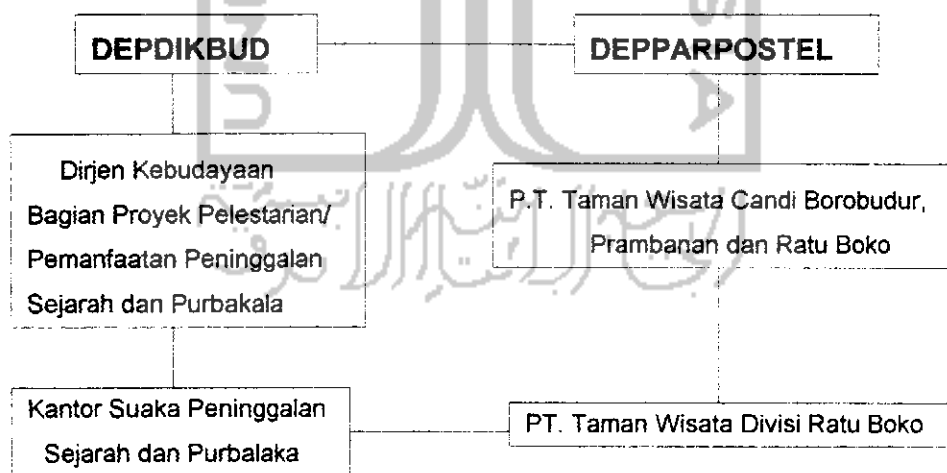 DEPDIKBUD
DEPPARPOSTEL
Dirjen Kebudayaan
Bagian Proyek Pelestarian/
Pemanfaatan Peninggalan
Sejarah dan Purbakala
P.T. Taman Wisata Candi Borobudur,
Prambanan dan Ratu Boko
Kantor Suaka Peninggalan
Sejarah dan Purbalaka
PT. Taman Wisata Divisi Ratu Boko